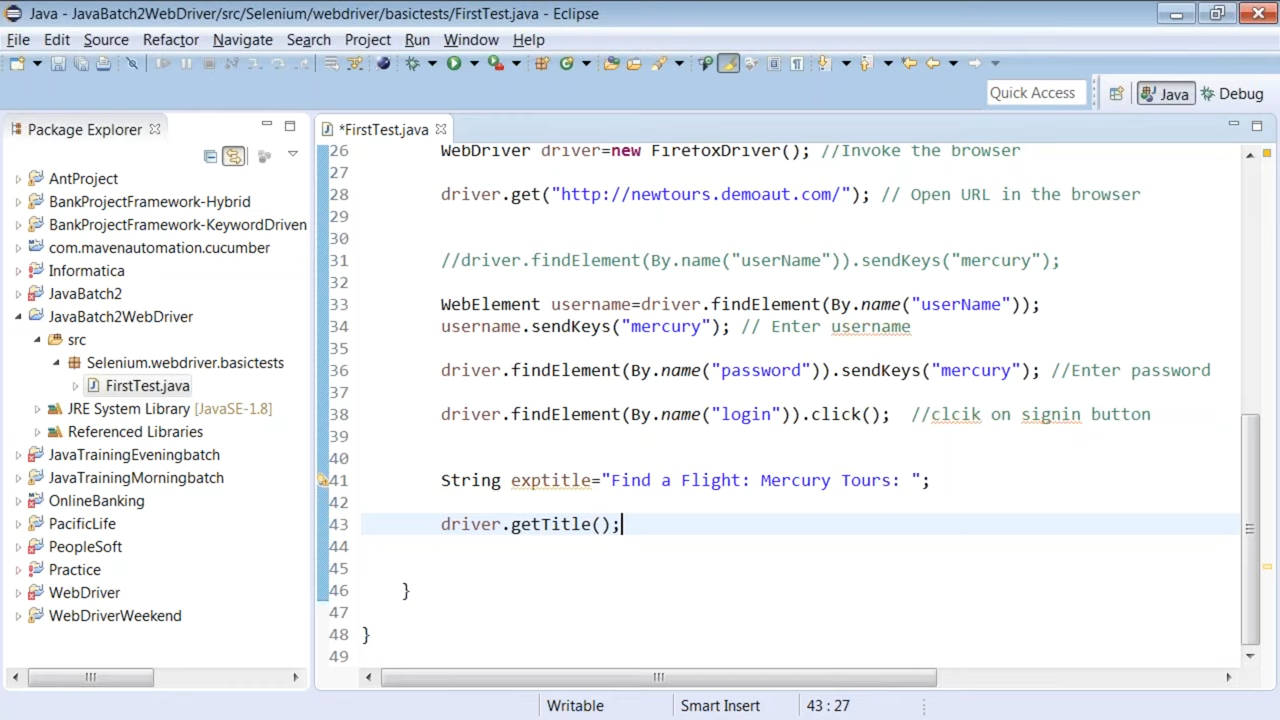 Java - JavaBatch2WebDriver/src/Selenium/webdriver/basictests/FirstTest.java - Eclipse
File Edit Source Refactor Navigate Search Project Run Window Help
Quick Access Java Debug
Package Explorer
*FirstTest.java
AntProject
BankProjectFramework-Hybrid
BankProjectFramework-KeywordDriven
com.mavenautomation.cucumber
Informatica
JavaBatch2
JavaBatch2WebDriver
src
Selenium.webdriver.basictests
FirstTest.java
JRE System Library [JavaSE-1.8]
Referenced Libraries
JavaTrainingEveningbatch
JavaTrainingMorningbatch
OnlineBanking
PacificLife
PeopleSoft
Practice
WebDriver
WebDriverWeekend
26 WebDriver driver=new FirefoxDriver(); //Invoke the browser
27
28 driver.get("http://newtours.demoaut.com/"); // Open URL in the browser
29
30
31 //driver.findElement(By.name("userName")).sendKeys("mercury");
32
33 WebElement username=driver.findElement(By.name("userName"));
34 username.sendKeys("mercury"); // Enter username
35
36 driver.findElement(By.name("password")).sendKeys("mercury"); //Enter password
37
38 driver.findElement(By.name("login")).click(); //clcik on signin button
39
40
41 String exptitle="Find a Flight: Mercury Tours: ";
42
43 driver.getTitle();
44
45
46 }
47
48 }
49
Writable Smart Insert 43 : 27